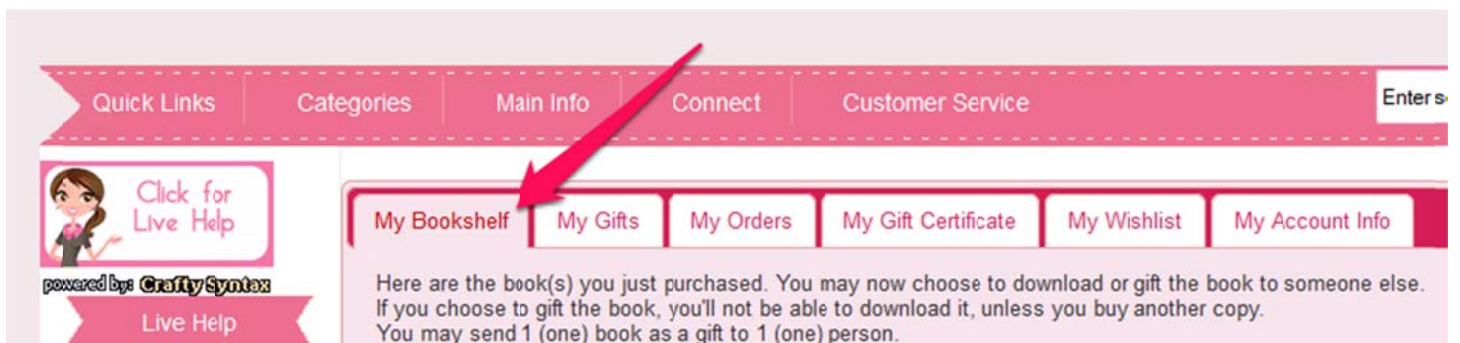 Quick Links Categories Main Info Connect Customer Service
Enter s
Click for
Live Help
powered by: Crafty Syntax
Live Help
My Bookshelf My Gifts My Orders My Gift Certificate My Wishlist My Account Info
Here are the book(s) you just purchased. You may now choose to download or gift the book to someone else.
If you choose to gift the book, you'll not be able to download it, unless you buy another copy.
You may send 1 (one) book as a gift to 1 (one) person.